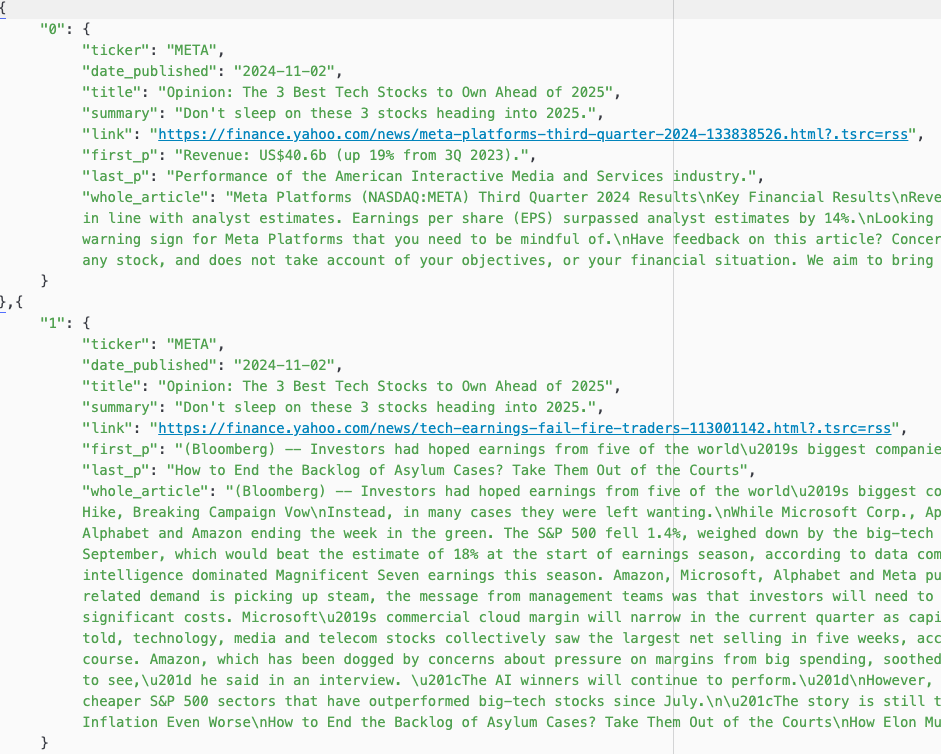 {
"0": {
"ticker": "META",
"date_published": "2024-11-02",
"title": "Opinion: The 3 Best Tech Stocks to Own Ahead of 2025",
"summary": "Don't sleep on these 3 stocks heading into 2025.",
"link": "https://finance.yahoo.com/news/meta-platforms-third-quarter-2024-133838526.html?.tsrc=rss",
"first_p": "Revenue: US$40.6b (up 19% from 3Q 2023).",
"last_p": "Performance of the American Interactive Media and Services industry.",
"whole_article": "Meta Platforms (NASDAQ:META) Third Quarter 2024 Results\nKey Financial Results\nReve
in line with analyst estimates. Earnings per share (EPS) surpassed analyst estimates by 14%.\nLooking
warning sign for Meta Platforms that you need to be mindful of.\nHave feedback on this article? Concer
any stock, and does not take account of your objectives, or your financial situation. We aim to bring
}
},{
"1": {
"ticker": "META",
"date_published": "2024-11-02",
"title": "Opinion: The 3 Best Tech Stocks to Own Ahead of 2025",
"summary": "Don't sleep on these 3 stocks heading into 2025.",
"link": "https://finance.yahoo.com/news/tech-earnings-fail-fire-traders-113001142.html?.tsrc=rss",
"first_p": "(Bloomberg) -- Investors had hoped earnings from five of the world\u2019s biggest companie
"last_p": "How to End the Backlog of Asylum Cases? Take Them Out of the Courts",
"whole_article": "(Bloomberg) -- Investors had hoped earnings from five of the world\u2019s biggest co
Hike, Breaking Campaign Vow\nInstead, in many cases they were left wanting.\nWhile Microsoft Corp., Ap
Alphabet and Amazon ending the week in the green. The S&P 500 fell 1.4%, weighed down by the big-tech
September, which would beat the estimate of 18% at the start of earnings season, according to data com
intelligence dominated Magnificent Seven earnings this season. Amazon, Microsoft, Alphabet and Meta pu
related demand is picking up steam, the message from management teams was that investors will need to
significant costs. Microsoft\u2019s commercial cloud margin will narrow in the current quarter as capi
told, technology, media and telecom stocks collectively saw the largest net selling in five weeks, acc
course. Amazon, which has been dogged by concerns about pressure on margins from big spending, soothed
to see,\u201d he said in an interview. \u201cThe AI winners will continue to perform.\u201d\nHowever,
cheaper S&P 500 sectors that have outperformed big-tech stocks since July.\n\u201cThe story is still t
Inflation Even Worse\nHow to End the Backlog of Asylum Cases? Take Them Out of the Courts\nHow Elon Mu
}